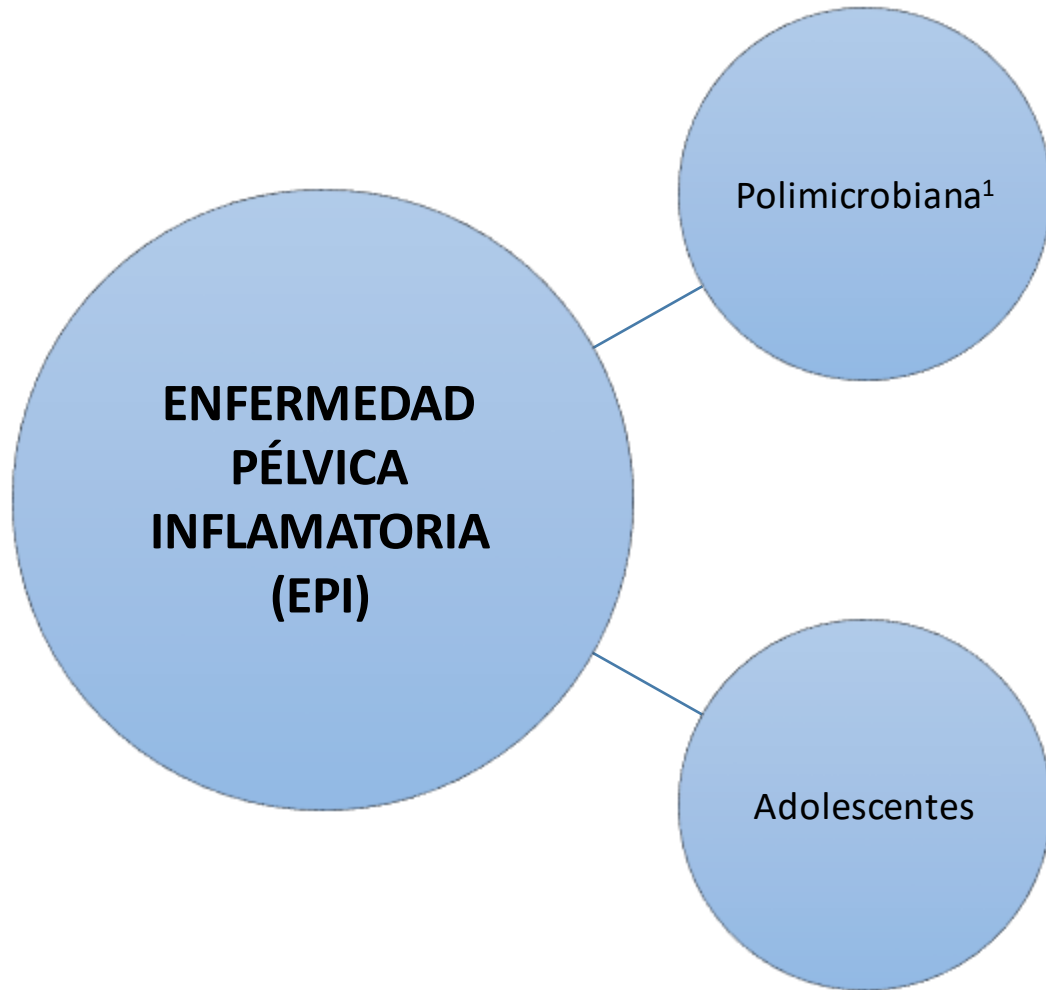 ENFERMEDAD
PÉLVICA
INFLAMATORIA
(EPI)
Polimicrobiana¹
Adolescentes